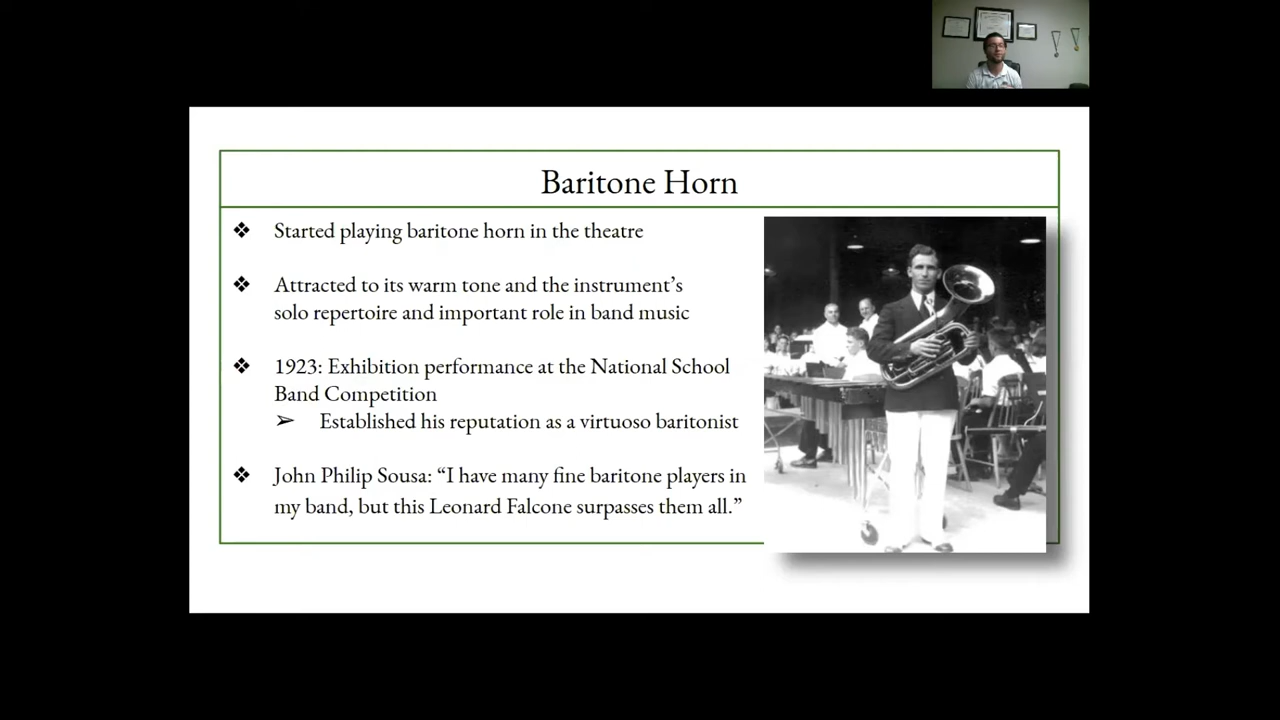 Baritone Horn
❖ Started playing baritone horn in the theatre
❖ Attracted to its warm tone and the instrument’s
solo repertoire and important role in band music
❖ 1923: Exhibition performance at the National School
Band Competition
➢ Established his reputation as a virtuoso baritonist
❖ John Philip Sousa: “I have many fine baritone players in
my band, but this Leonard Falcone surpasses them all.”